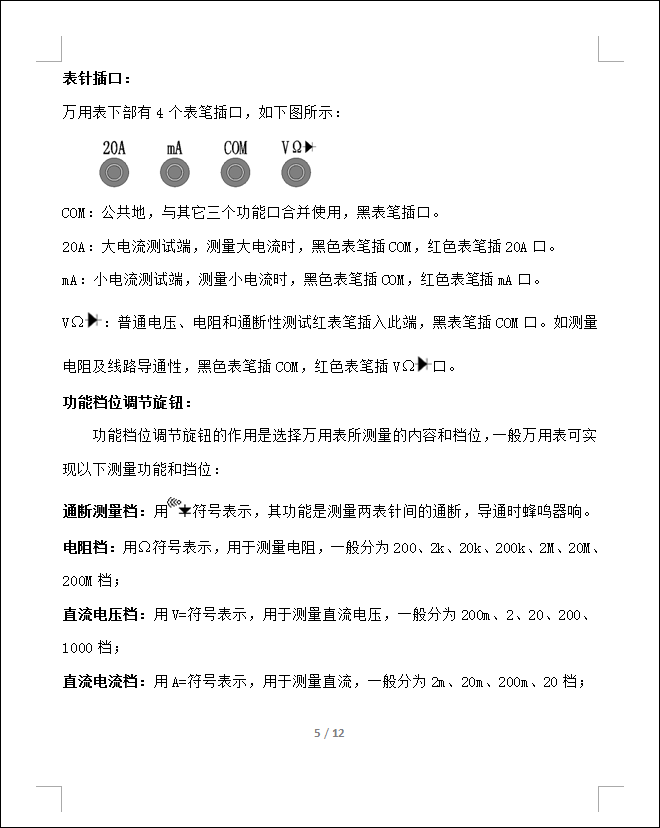 表针插口：
万用表下部有 4 个表笔插口，如下图所示：
20A mA COM VΩ
COM：公共地，与其它三个功能口合并使用，黑表笔插口。
20A：大电流测试端，测量大电流时，黑色表笔插 COM，红色表笔插 20A 口。
mA：小电流测试端，测量小电流时，黑色表笔插 COM，红色表笔插 mA 口。
VΩ：普通电压、电阻和通断性测试红表笔插入此端，黑表笔插 COM 口。如测量
电阻及线路导通性，黑色表笔插 COM，红色表笔插 VΩ口。
功能档位调节旋钮：
功能档位调节旋钮的作用是选择万用表所测量的内容和档位，一般万用表可实
现以下测量功能和档位：
通断测量档：用符号表示，其功能是测量两表针间的通断，导通时蜂鸣器响。
电阻档：用Ω符号表示，用于测量电阻，一般分为 200、2k、20k、200k、2M、20M、
200M 档；
直流电压档：用 V=符号表示，用于测量直流电压，一般分为 200m、2、20、200、
1000 档；
直流电流档：用 A=符号表示，用于测量直流，一般分为 2m、20m、200m、20 档；
5 / 12